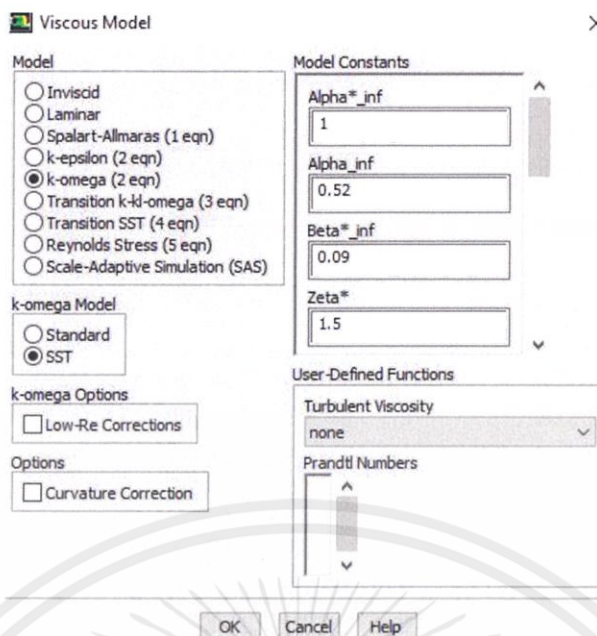 Viscous Model
Model
Inviscid
Laminar
Spalart-Allmaras (1 eqn)
k-epsilon (2 eqn)
k-omega (2 eqn)
Transition k-kl-omega (3 eqn)
Transition SST (4 eqn)
Reynolds Stress (5 eqn)
Scale-Adaptive Simulation (SAS)
k-omega Model
Standard
SST
k-omega Options
Low-Re Corrections
Options
Curvature Correction
Model Constants
Alpha*_inf
1
Alpha_inf
0.52
Beta*_inf
0.09
Zeta*
1.5
User-Defined Functions
Turbulent Viscosity
none
Prandtl Numbers
OK Cancel Help